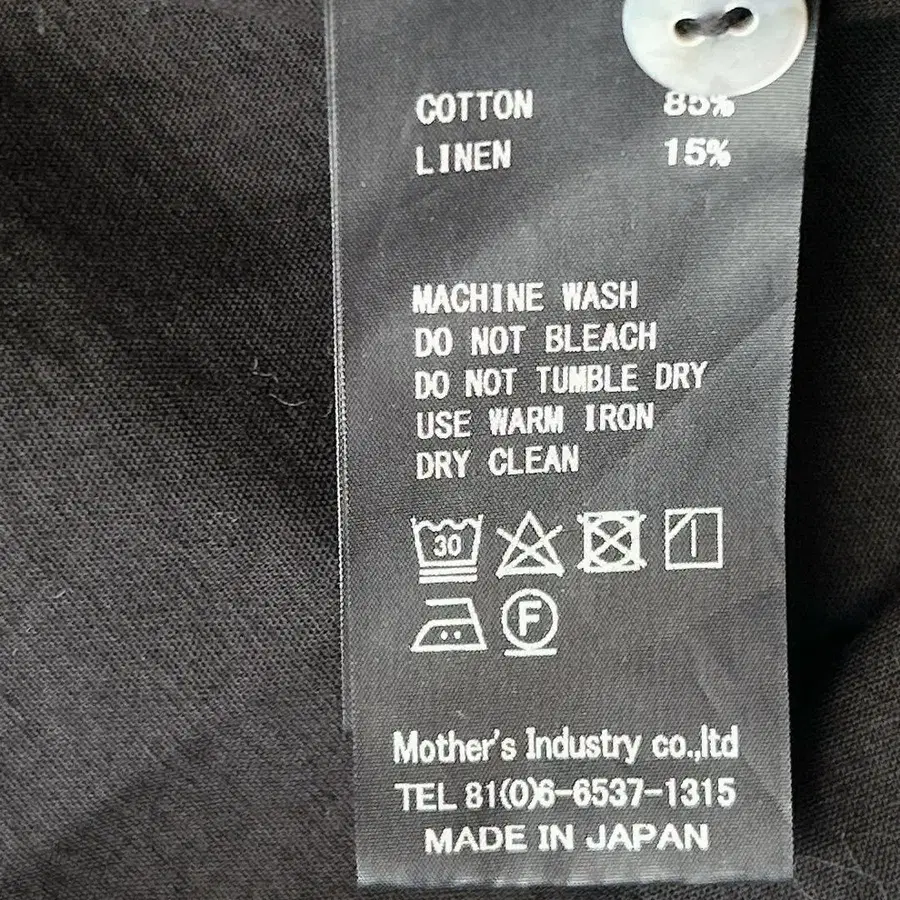 COTTON 85%
LINEN 15%
MACHINE WASH
DO NOT BLEACH
DO NOT TUMBLE DRY
USE WARM IRON
DRY CLEAN
30
F
Mother's Industry co.,ltd
TEL 81(0)6-6537-1315
MADE IN JAPAN